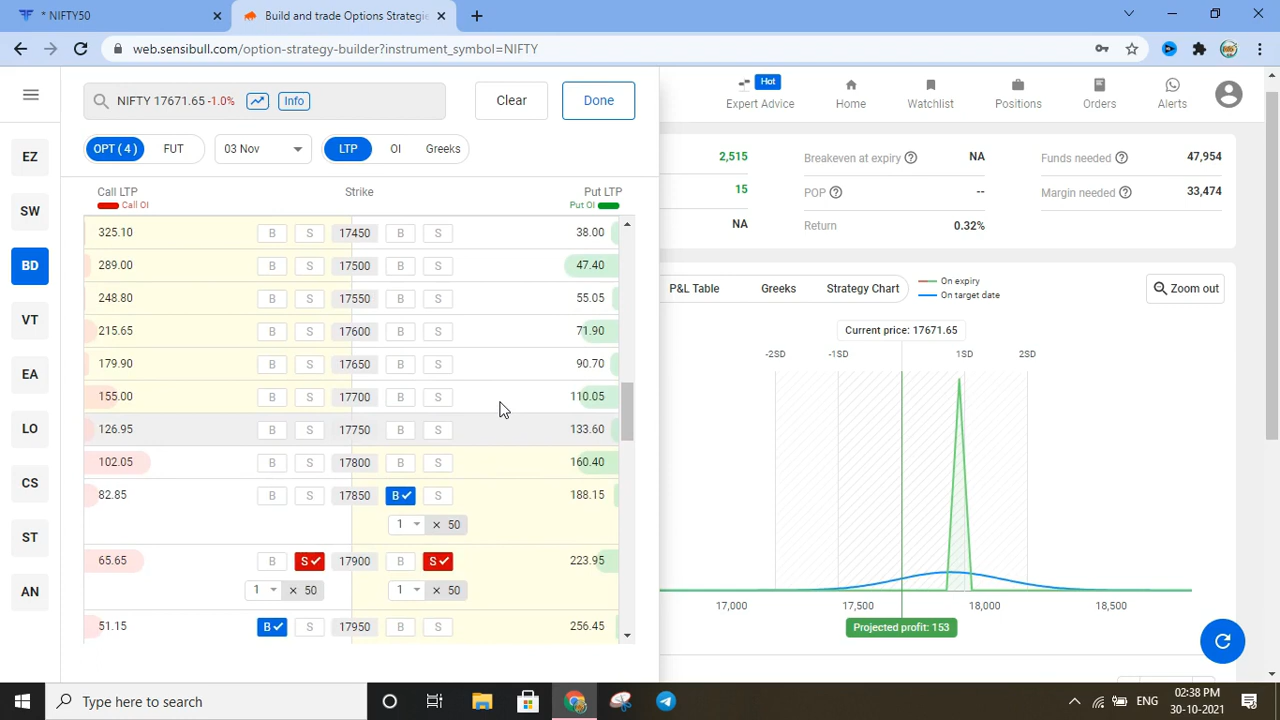 * NIFTY50
Build and trade Options Strategi
web.sensibull.com/option-strategy-builder?instrument_symbol=NIFTY
NIFTY 17671.65 -1.0% Info
Clear
Done
OPT ( 4 ) FUT
03 Nov
LTP OI Greeks
Call LTP Strike Put LTP
Call OI Put OI
325.10 B S 17450 B S 38.00
289.00 B S 17500 B S 47.40
248.80 B S 17550 B S 55.05
215.65 B S 17600 B S 71.90
179.90 B S 17650 B S 90.70
155.00 B S 17700 B S 110.05
126.95 B S 17750 B S 133.60
102.05 B S 17800 B S 160.40
82.85 B S 17850 B S 188.15
1 × 50
65.65 B S 17900 B S 223.95
1 × 50 1 × 50
51.15 B S 17950 B S 256.45
EZ
SW
BD
VT
EA
LO
CS
ST
AN
Hot
Expert Advice Home Watchlist Positions Orders Alerts
2,515 Breakeven at expiry ? NA Funds needed ? 47,954
15 POP ? -- Margin needed ? 33,474
NA Return 0.32%
P&L Table Greeks Strategy Chart
On expiry
On target date
Zoom out
Current price: 17671.65
-2SD -1SD 1SD 2SD
17,000 17,500 18,000 18,500
Projected profit: 153
Type here to search
ENG
02:38 PM
30-10-2021